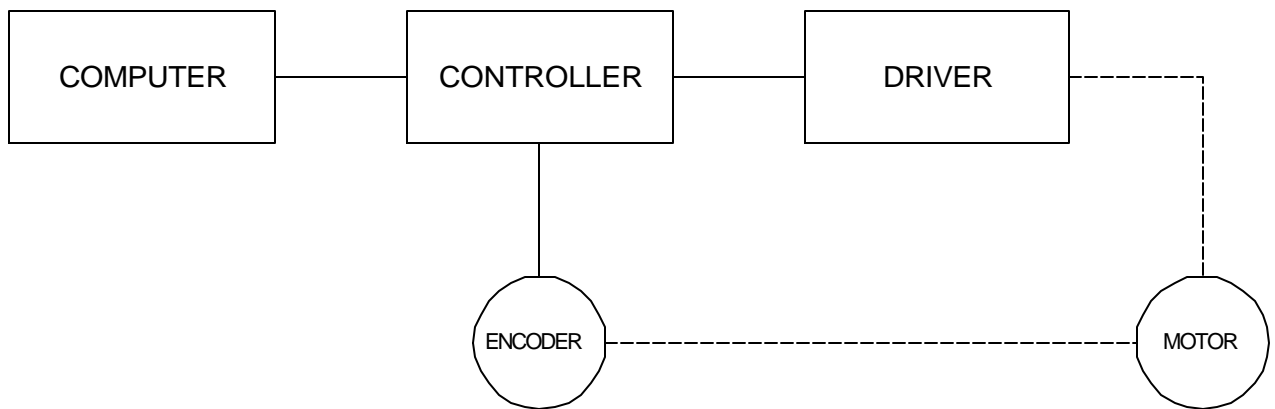 COMPUTER
CONTROLLER
DRIVER
ENCODER
MOTOR